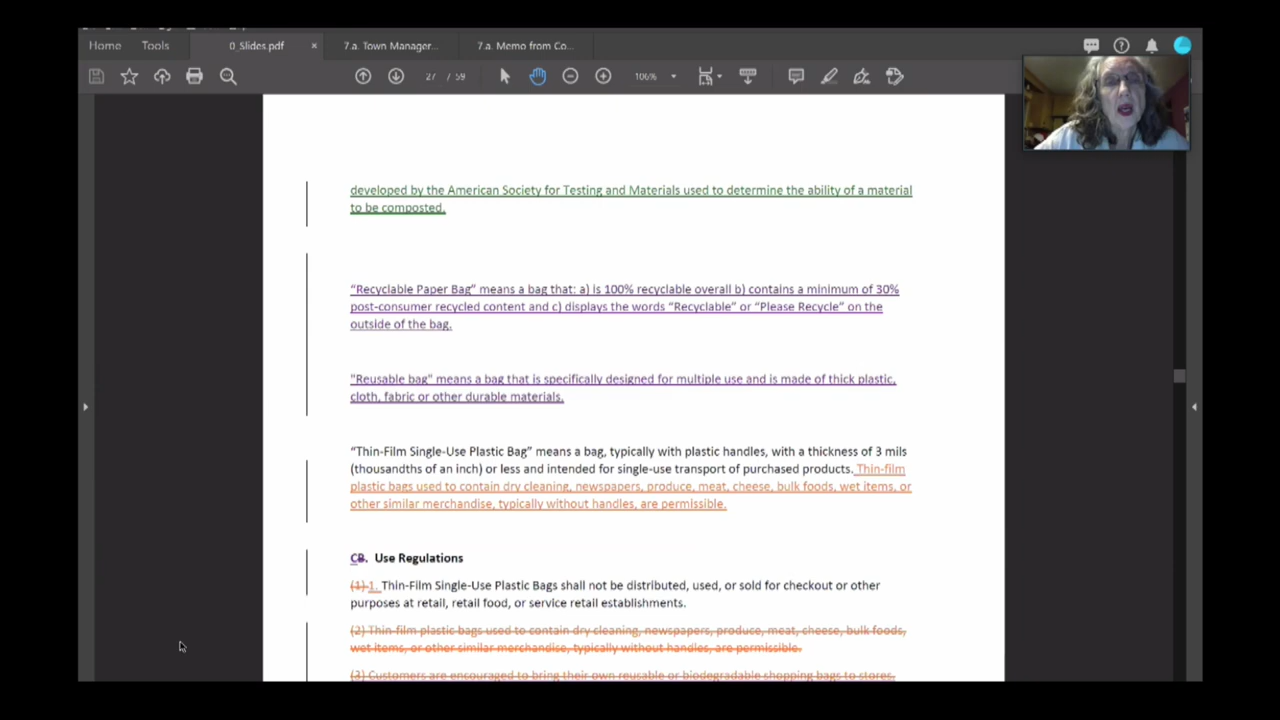 Home Tools 0_Slides.pdf × 7.a. Town Manager... 7.a. Memo from Co...
27 / 59 106%
developed by the American Society for Testing and Materials used to determine the ability of a material
to be composted.
“Recyclable Paper Bag” means a bag that: a) is 100% recyclable overall b) contains a minimum of 30%
post-consumer recycled content and c) displays the words “Recyclable” or “Please Recycle” on the
outside of the bag.
"Reusable bag" means a bag that is specifically designed for multiple use and is made of thick plastic,
cloth, fabric or other durable materials.
“Thin-Film Single-Use Plastic Bag” means a bag, typically with plastic handles, with a thickness of 3 mils
(thousandths of an inch) or less and intended for single-use transport of purchased products. Thin-film
plastic bags used to contain dry cleaning, newspapers, produce, meat, cheese, bulk foods, wet items, or
other similar merchandise, typically without handles, are permissible.
CB. Use Regulations
(1) 1. Thin-Film Single-Use Plastic Bags shall not be distributed, used, or sold for checkout or other
purposes at retail, retail food, or service retail establishments.
(2) Thin-film plastic bags used to contain dry cleaning, newspapers, produce, meat, cheese, bulk foods,
wet items, or other similar merchandise, typically without handles, are permissible.
(3) Customers are encouraged to bring their own reusable or biodegradable shopping bags to stores.